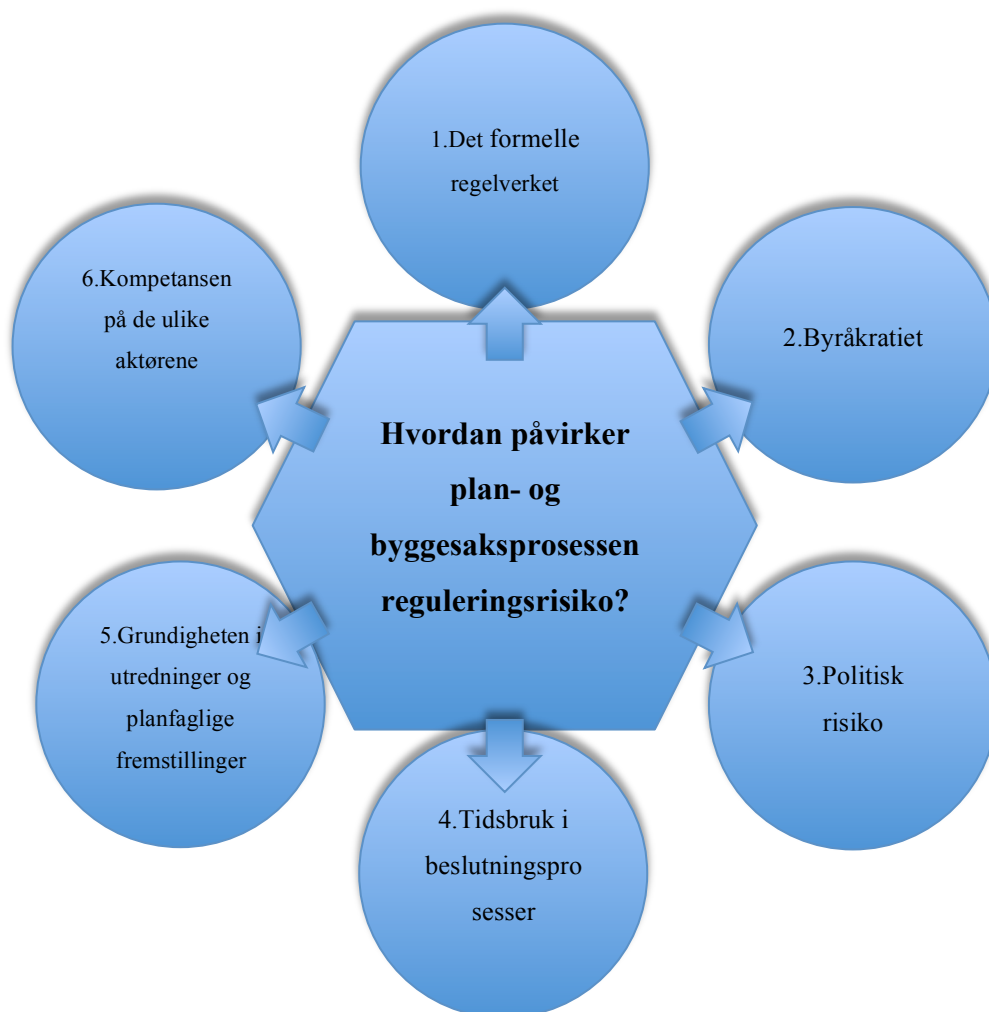 1.Det formelle
regelverket
2.Byråkratiet
3.Politisk
risiko
4.Tidsbruk i
beslutningspro
sesser
5.Grundigheten i
utredninger og
planfaglige
fremstillinger
6.Kompetansen
på de ulike
aktørene
Hvordan påvirker
plan- og
byggesaksprosessen
reguleringsrisiko?